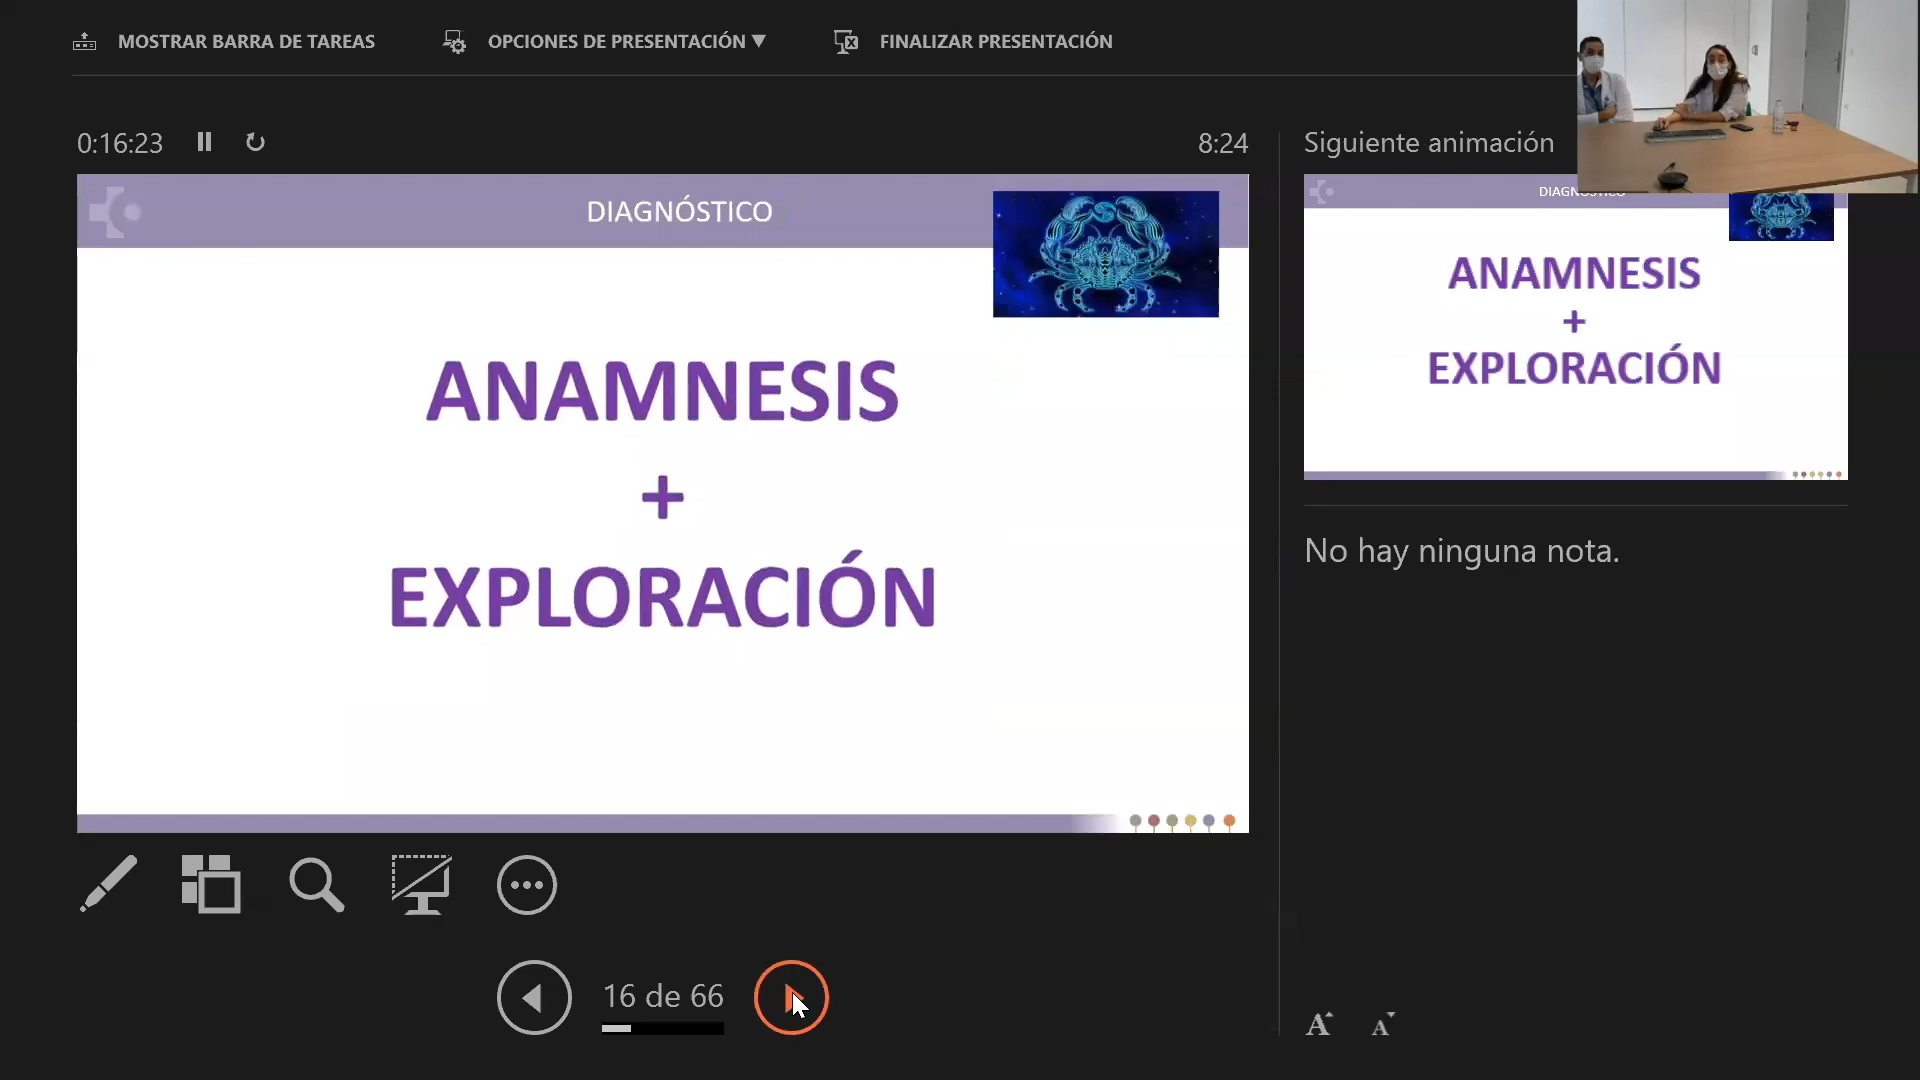 MOSTRAR BARRA DE TAREAS
OPCIONES DE PRESENTACIÓN ▼
FINALIZAR PRESENTACIÓN
0:16:23
8:24
DIAGNÓSTICO
ANAMNESIS
+
EXPLORACIÓN
16 de 66
Siguiente animación
DIAGNÓSTICO
ANAMNESIS
+
EXPLORACIÓN
No hay ninguna nota.
A
A